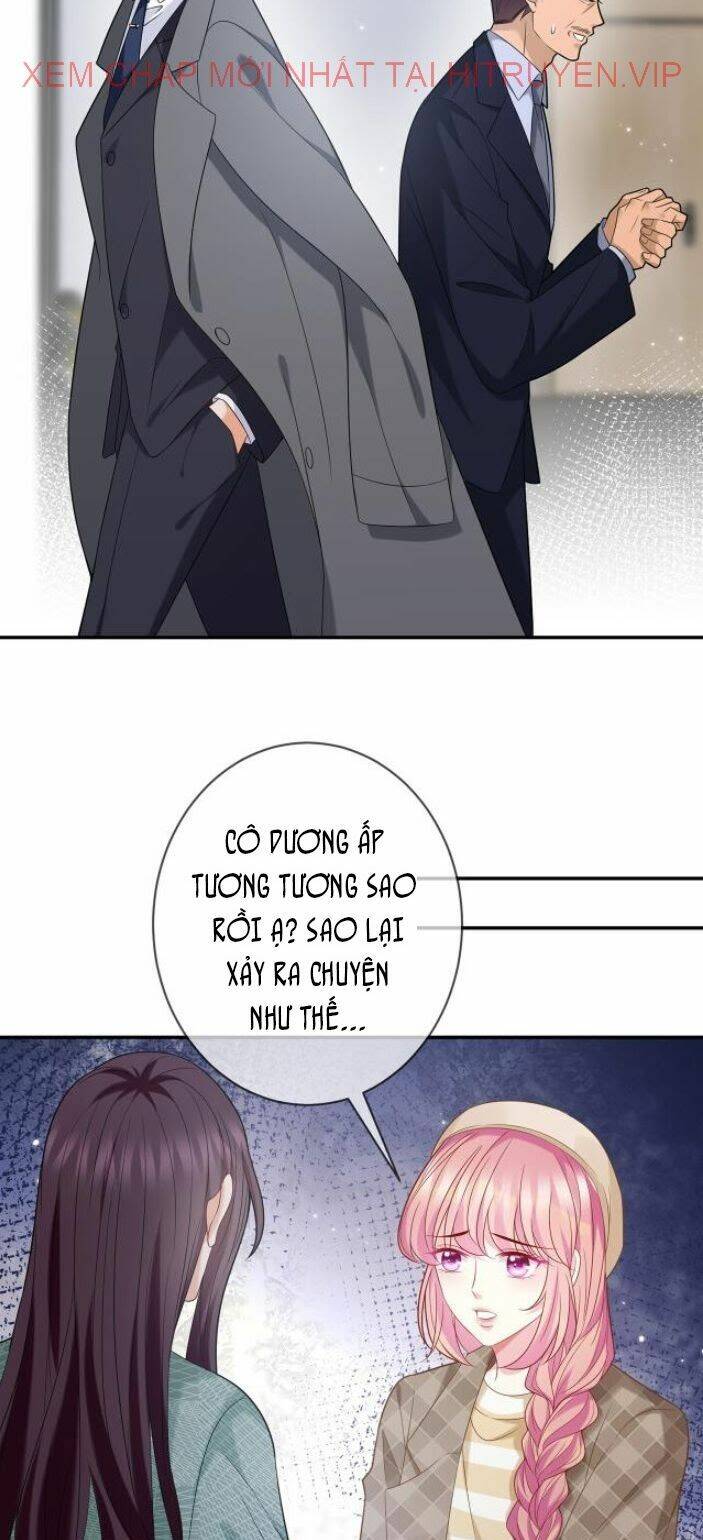 XEM CHAP MỚI NHẤT TẠI HITRUYEN.VIP
CÔ DƯƠNG ẤP
TƯƠNG TƯƠNG SAO
RỒI Ạ? SAO LẠI
XẢY RA CHUYỆN
NHƯ THẾ...